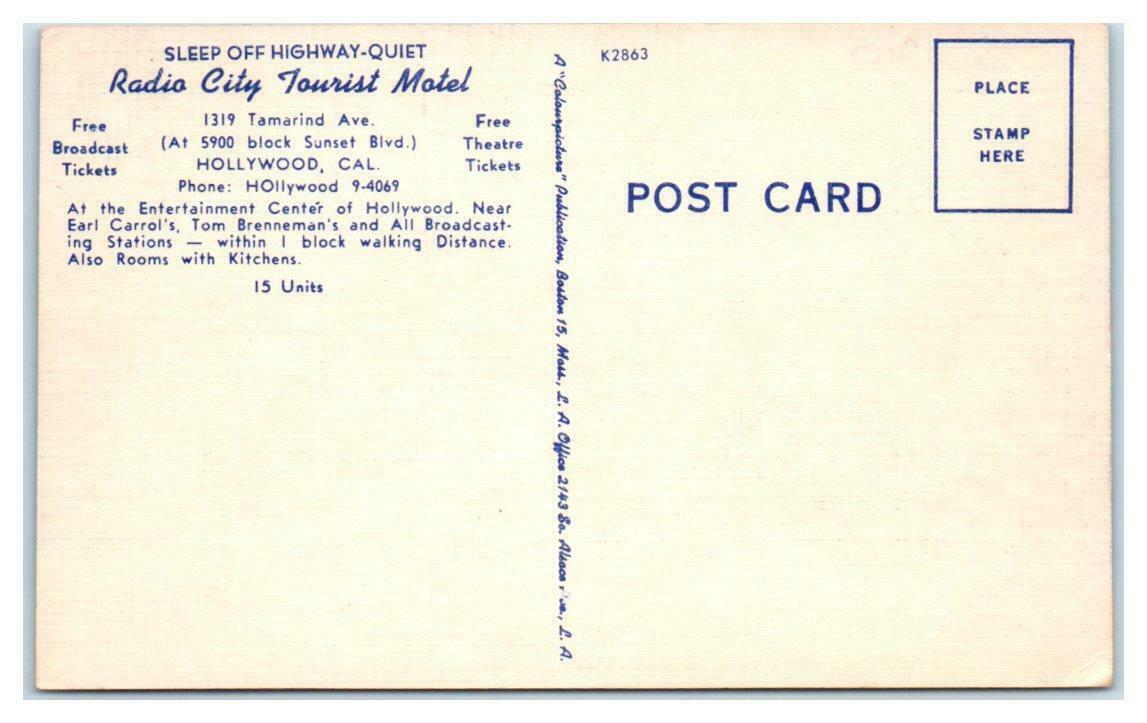 SLEEP OFF HIGHWAY-QUIET
Radio City Tourist Motel
Free
Broadcast
Tickets
1319 Tamarind Ave.
(At 5900 block Sunset Blvd.)
HOLLYWOOD, CAL.
Phone: HOllywood 9-4069
Free
Theatre
Tickets
At the Entertainment Center of Hollywood. Near
Earl Carrol's, Tom Brenneman's and All Broadcast-
ing Stations — within 1 block walking Distance.
Also Rooms with Kitchens.
15 Units
A "Colourpicture" Publication, Boston 15, Mass., L. A. Office 2143 So. Alsace Ave., L. A.
K2863
POST CARD
PLACE
STAMP
HERE